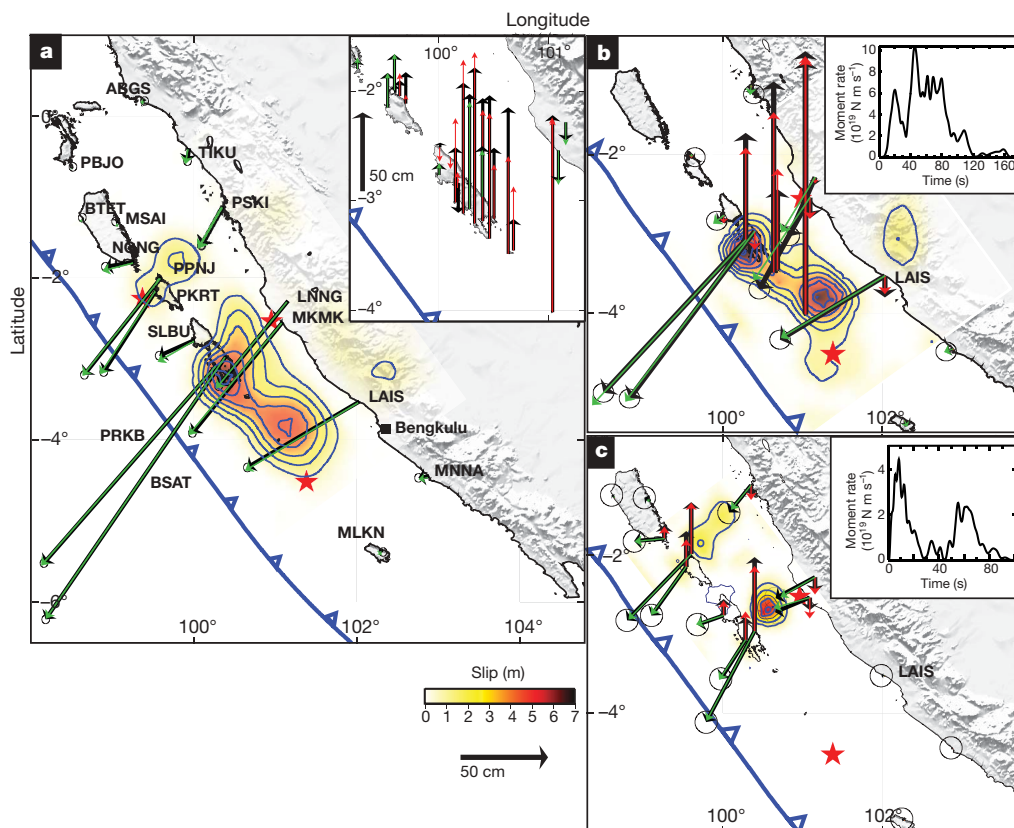 Longitude
Latitude
a
ABGS
0°
PBJO
TIKU
BTET
MSAI
PSKI
NGNG
−2°
PPNJ
PKRT
LNNG
MKMK
SLBU
LAIS
−4°
PRKB
Bengkulu
BSAT
MNNA
MLKN
−6°
100°
102°
104°
100°
101°
−2°
50 cm
−3°
−4°
Slip (m)
0 1 2 3 4 5 6 7
50 cm
b
−2°
LAIS
−4°
100°
102°
Moment rate
(10¹⁹ N m s⁻¹)
10
8
6
4
2
0
0 40 80 120 160
Time (s)
c
−2°
LAIS
−4°
100°
102°
Moment rate
(10¹⁹ N m s⁻¹)
4
2
0
0 20 40 60 80 100
Time (s)